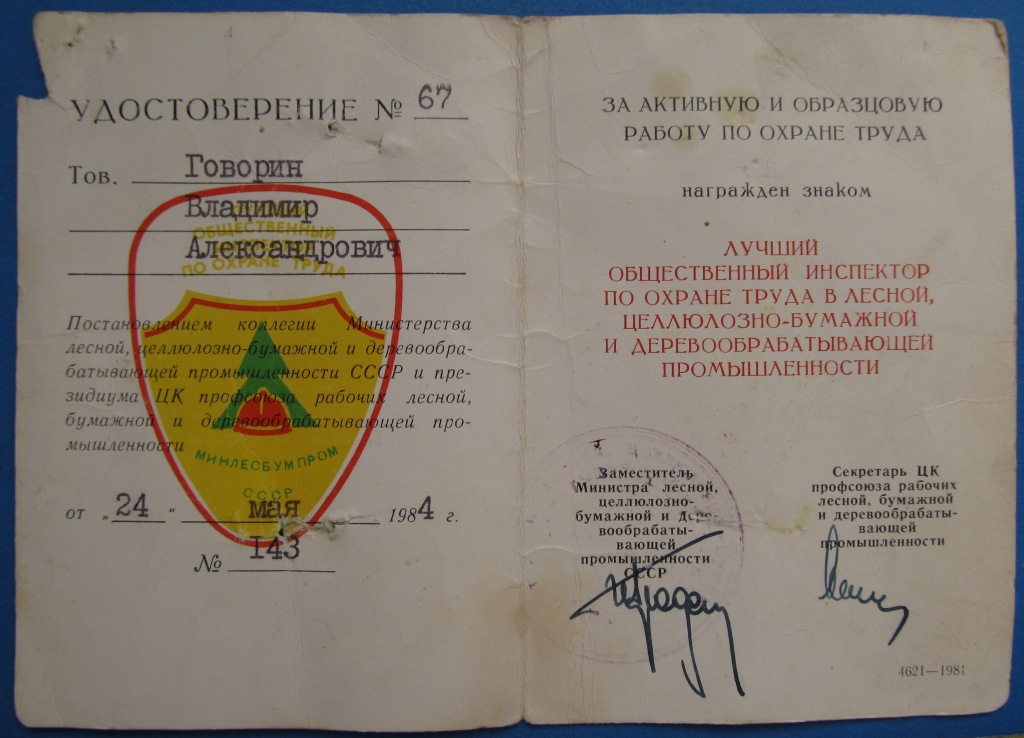 УДОСТОВЕРЕНИЕ № 67
Тов. Говорин
Владимир
Александрович
ОБЩЕСТВЕННЫЙ
ПО ОХРАНЕ ТРУДА
Постановлением коллегии Министерства
лесной, целлюлозно-бумажной и деревообра-
батывающей промышленности СССР и пре-
зидиума ЦК профсоюза рабочих лесной,
бумажной и деревообрабатывающей про-
мышленности
МИНЛЕСБУМПРОМ
СССР
от „24“ мая 1984 г.
№ 143
ЗА АКТИВНУЮ И ОБРАЗЦОВУЮ
РАБОТУ ПО ОХРАНЕ ТРУДА
награжден знаком
ЛУЧШИЙ
ОБЩЕСТВЕННЫЙ ИНСПЕКТОР
ПО ОХРАНЕ ТРУДА В ЛЕСНОЙ,
ЦЕЛЛЮЛОЗНО-БУМАЖНОЙ
И ДЕРЕВООБРАБАТЫВАЮЩЕЙ
ПРОМЫШЛЕННОСТИ
Заместитель
Министра лесной,
целлюлозно-
бумажной и дере-
вообрабаты-
вающей
промышленности
СССР
Секретарь ЦК
профсоюза рабочих
лесной, бумажной
и деревообрабаты-
вающей
промышленности
4621—1981